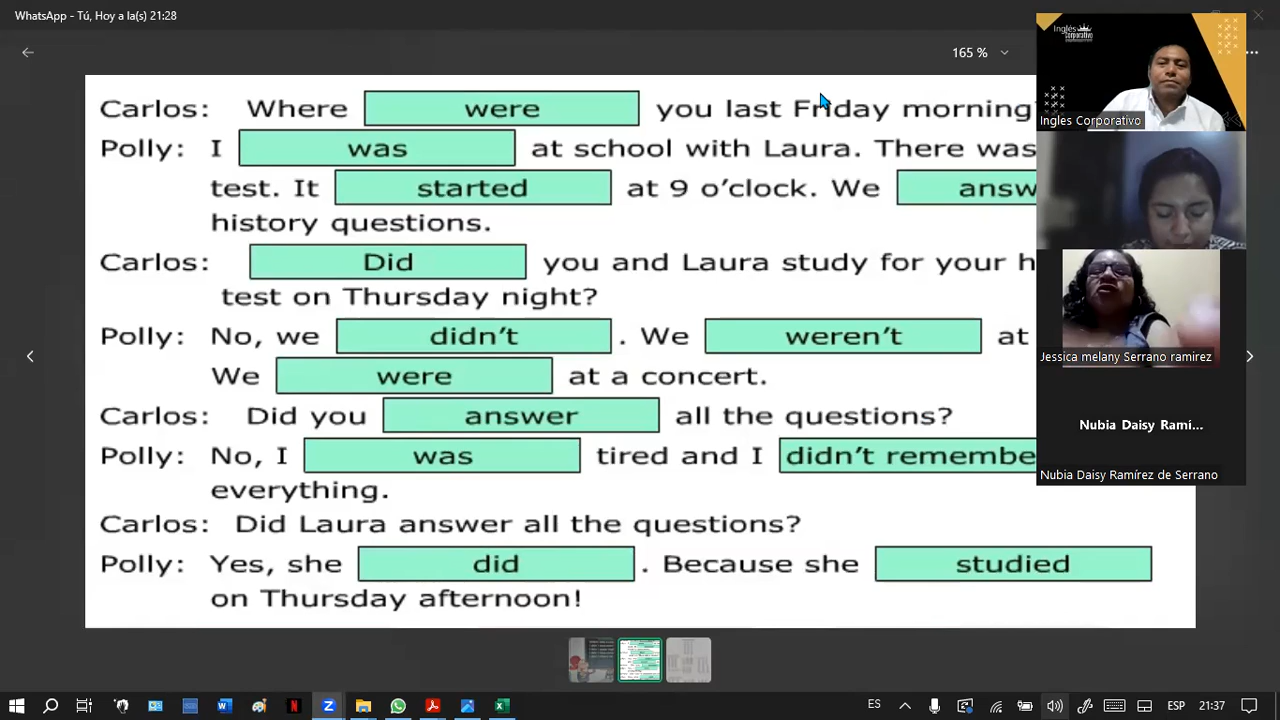 WhatsApp - Tú, Hoy a la(s) 21:28
165 %
Carlos: Where were you last Friday morning
Polly: I was at school with Laura. There was
test. It started at 9 o'clock. We answ
history questions.
Carlos: Did you and Laura study for your h
test on Thursday night?
Polly: No, we didn't. We weren't at
We were at a concert.
Carlos: Did you answer all the questions?
Polly: No, I was tired and I didn't remembe
everything.
Carlos: Did Laura answer all the questions?
Polly: Yes, she did. Because she studied
on Thursday afternoon!
Inglés
Corporativo
Ingles Corporativo
Jessica melany Serrano ramirez
Nubia Daisy Ramí...
Nubia Daisy Ramírez de Serrano
ES
ESP
21:37